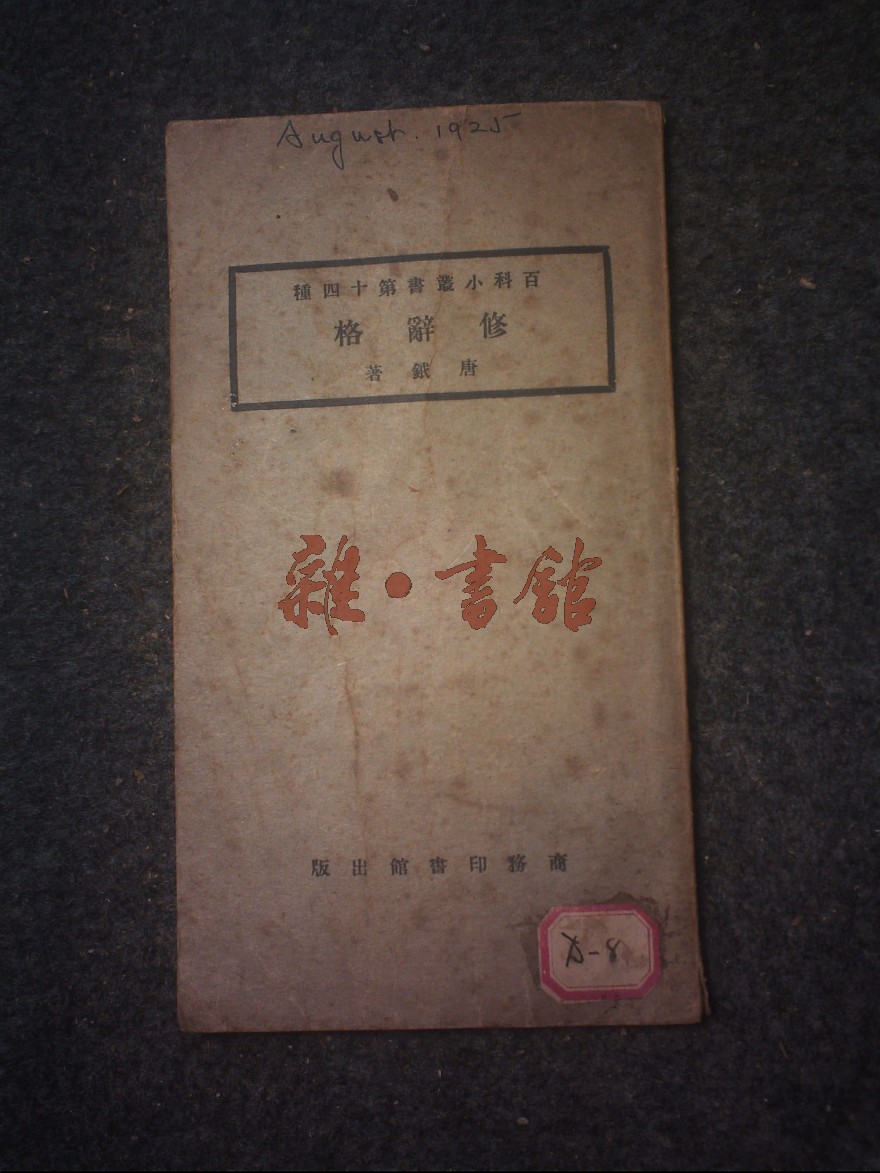 August. 1925
百科小叢書第十四種
修辭格
唐鉞著
雜·書館
商務印書館出版